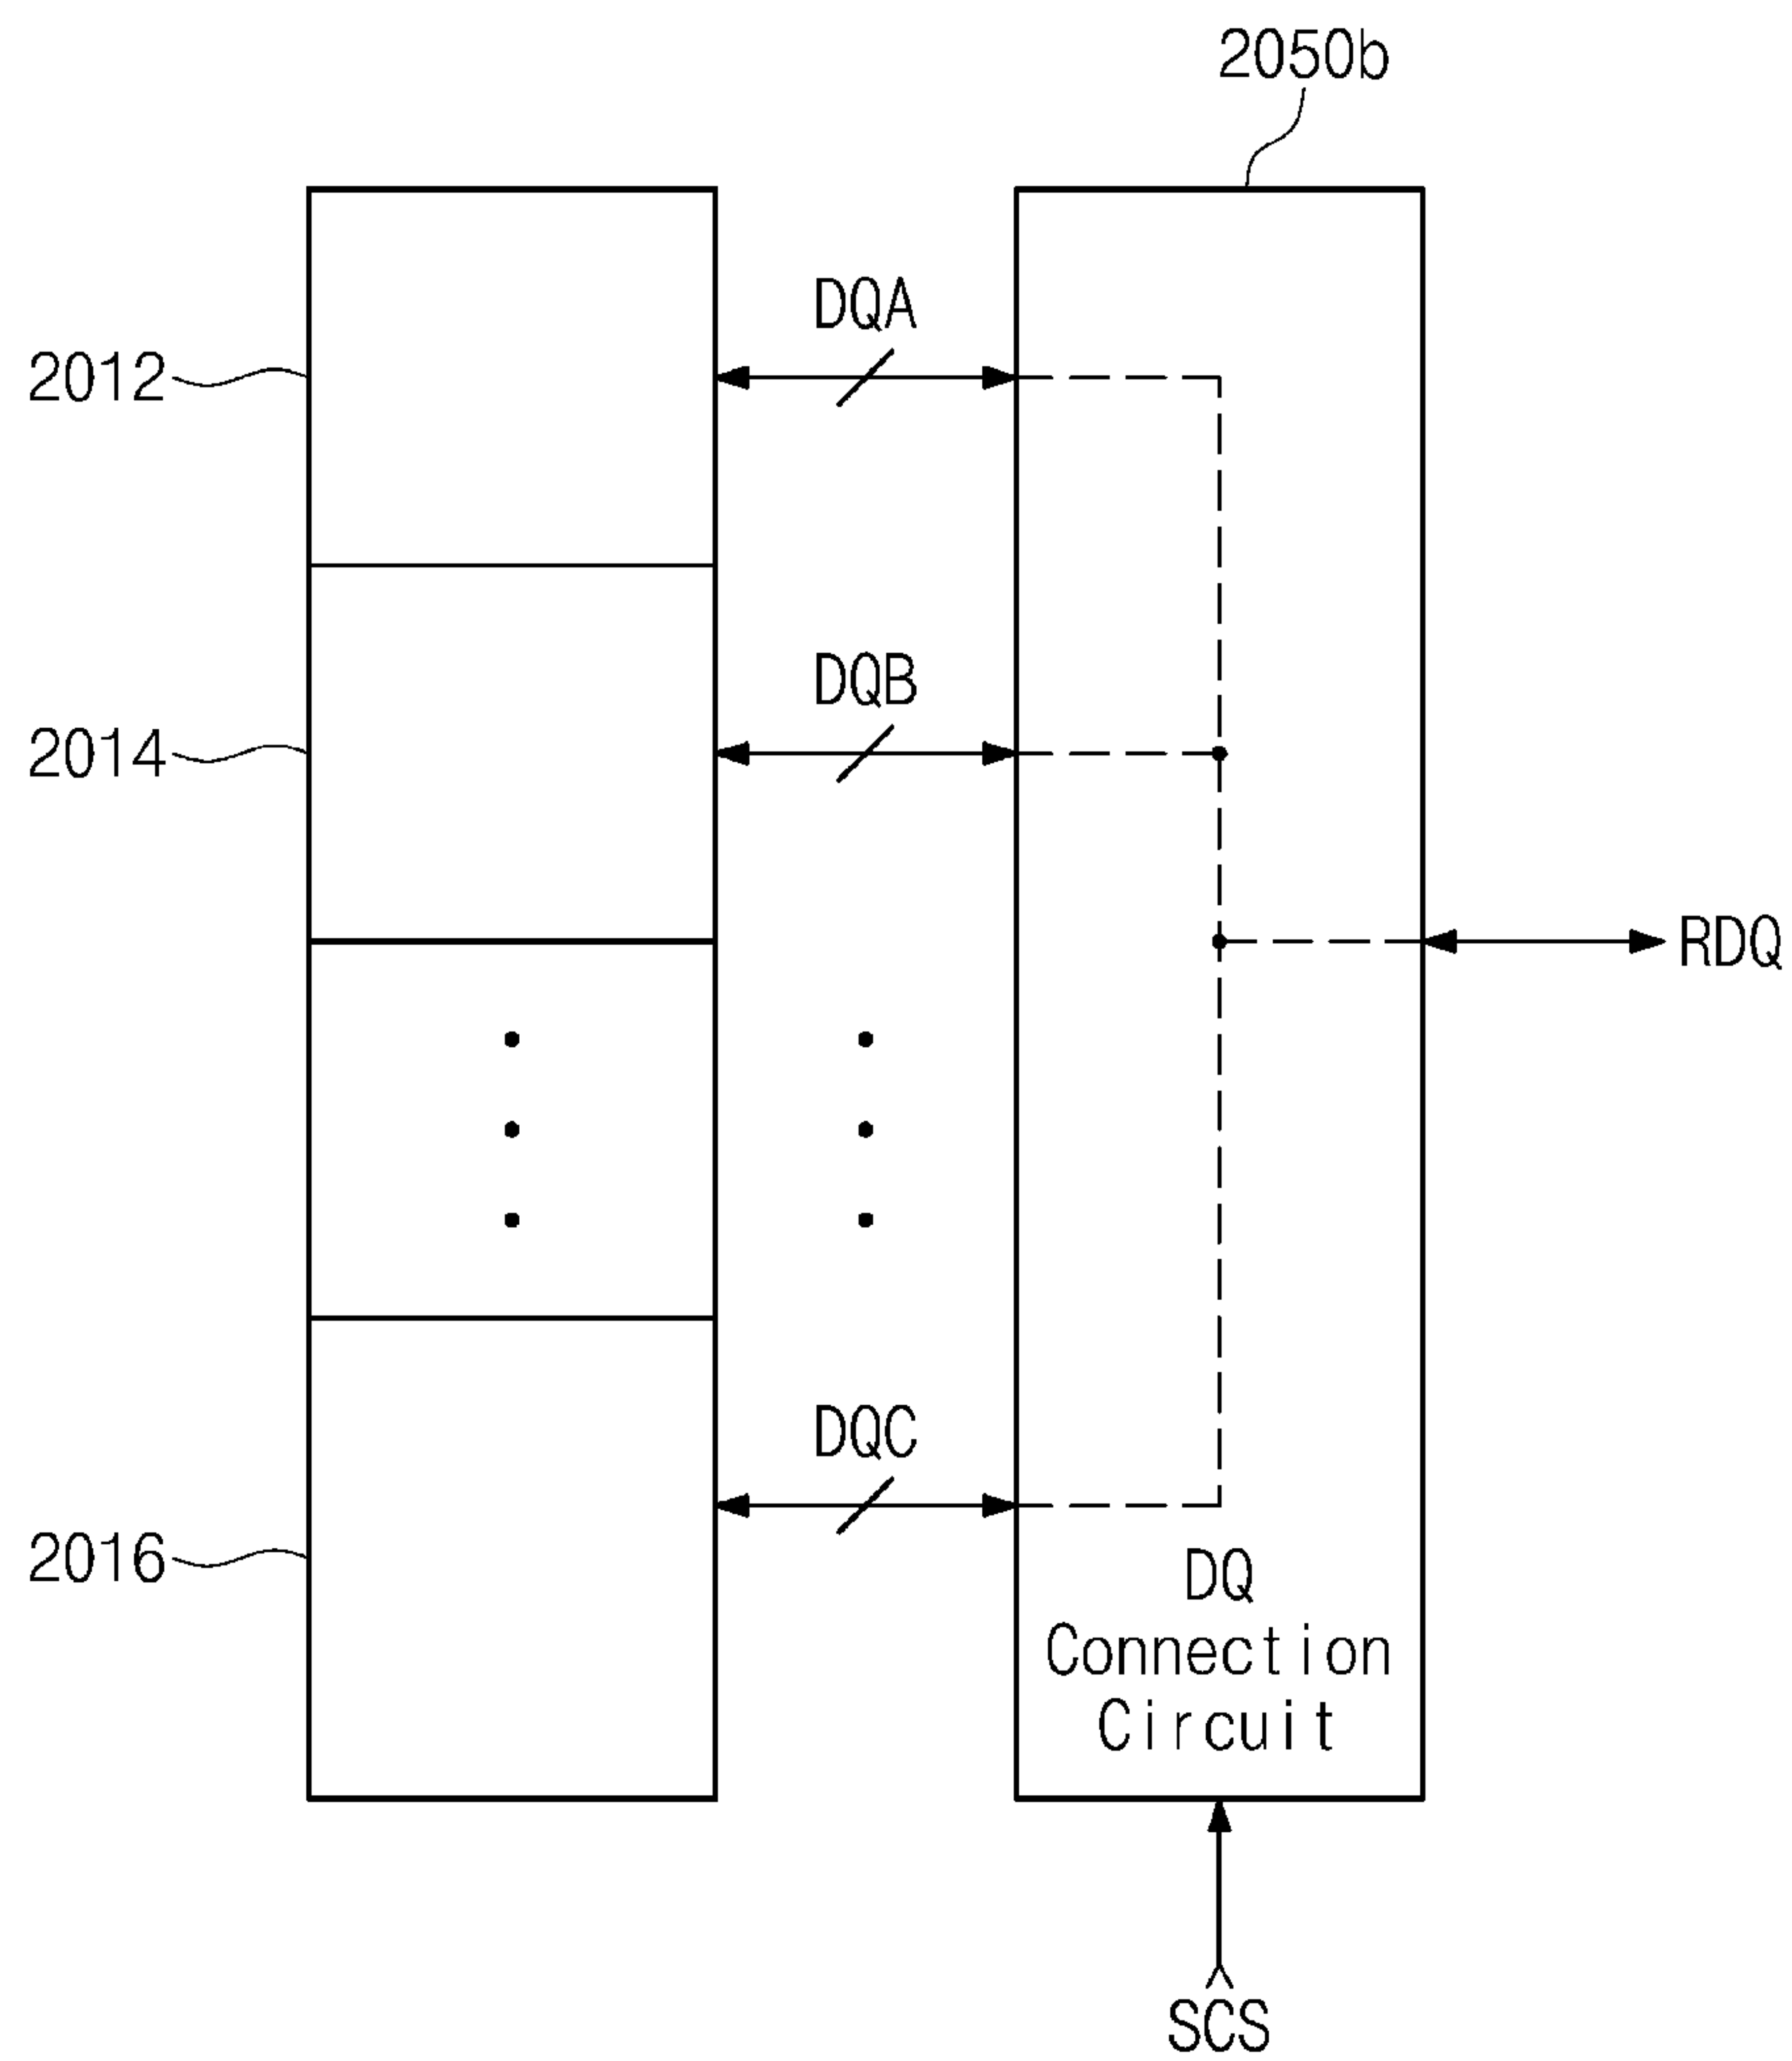 2050b
DQA
2012
DQB
2014
RDQ
DQC
2016
DQ
Connection
Circuit
SCS